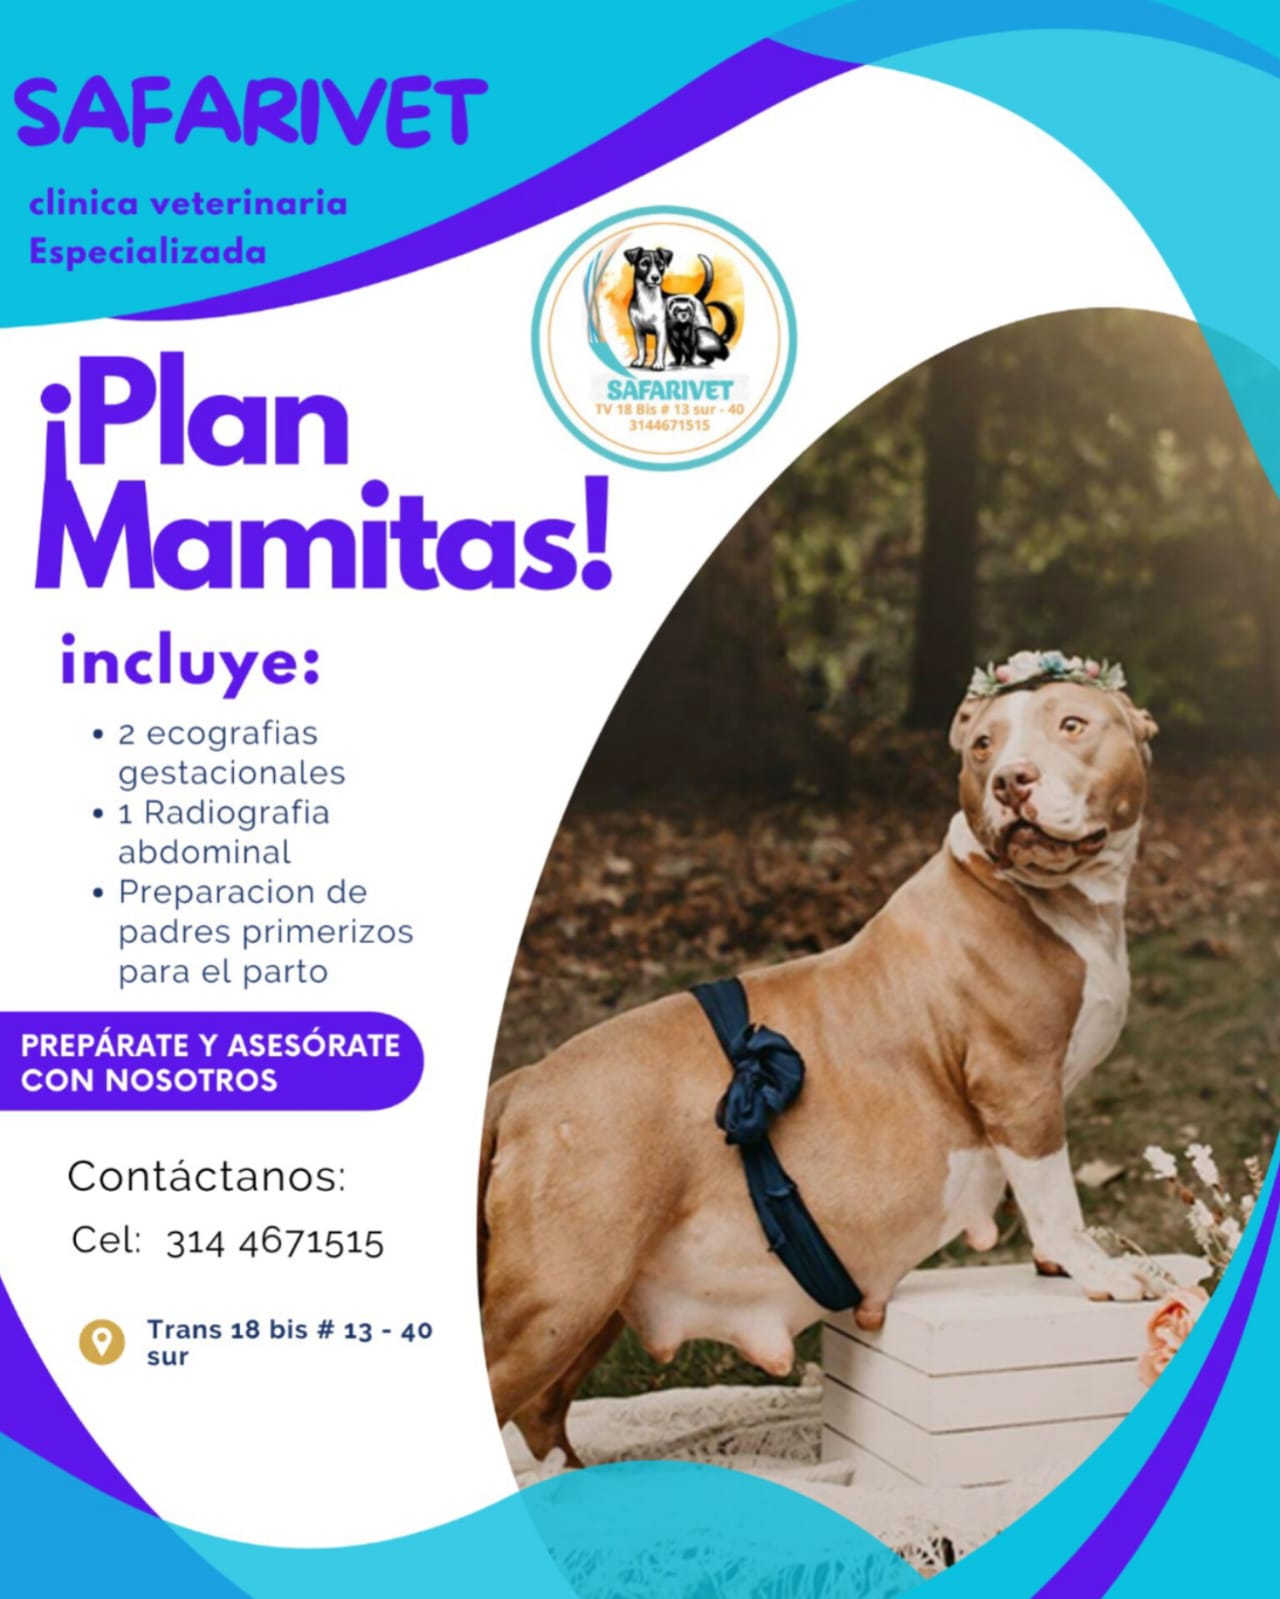 SAFARIVET
clinica veterinaria
Especializada
SAFARIVET
TV 18 Bis # 13 sur - 40
3144671515
¡Plan
Mamitas!
incluye:
• 2 ecografias
gestacionales
• 1 Radiografia
abdominal
• Preparacion de
padres primerizos
para el parto
PREPÁRATE Y ASESÓRATE
CON NOSOTROS
Contáctanos:
Cel: 314 4671515
Trans 18 bis # 13 - 40
sur